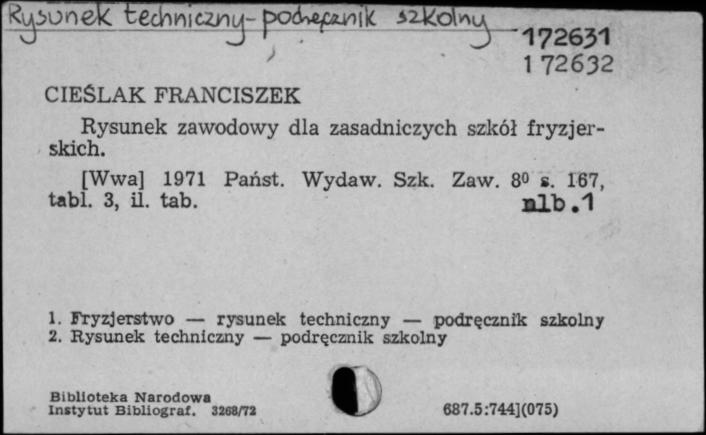 Rysunek techniczny - podręcznik szkolny
172631
172632
CIEŚLAK FRANCISZEK
Rysunek zawodowy dla zasadniczych szkół fryzjer-
skich.
[Wwa] 1971 Państ. Wydaw. Szk. Zaw. 8⁰ s. 167,
tabl. 3, il. tab. nlb.1
1. Fryzjerstwo — rysunek techniczny — podręcznik szkolny
2. Rysunek techniczny — podręcznik szkolny
Biblioteka Narodowa
Instytut Bibliograf. 3268/72 687.5:744](075)